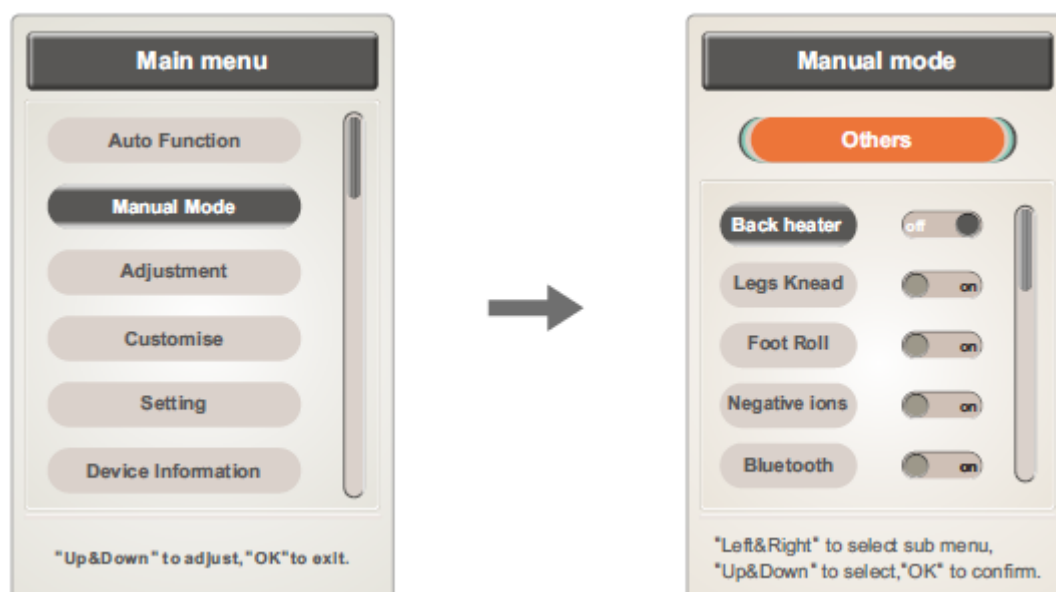 Main menu
Auto Function
Manual Mode
Adjustment
Customise
Setting
Device Information
"Up&Down" to adjust,"OK"to exit.
Manual mode
Others
Back heater off
Legs Knead on
Foot Roll on
Negative ions on
Bluetooth on
"Left&Right" to select sub menu,
"Up&Down" to select,"OK" to confirm.